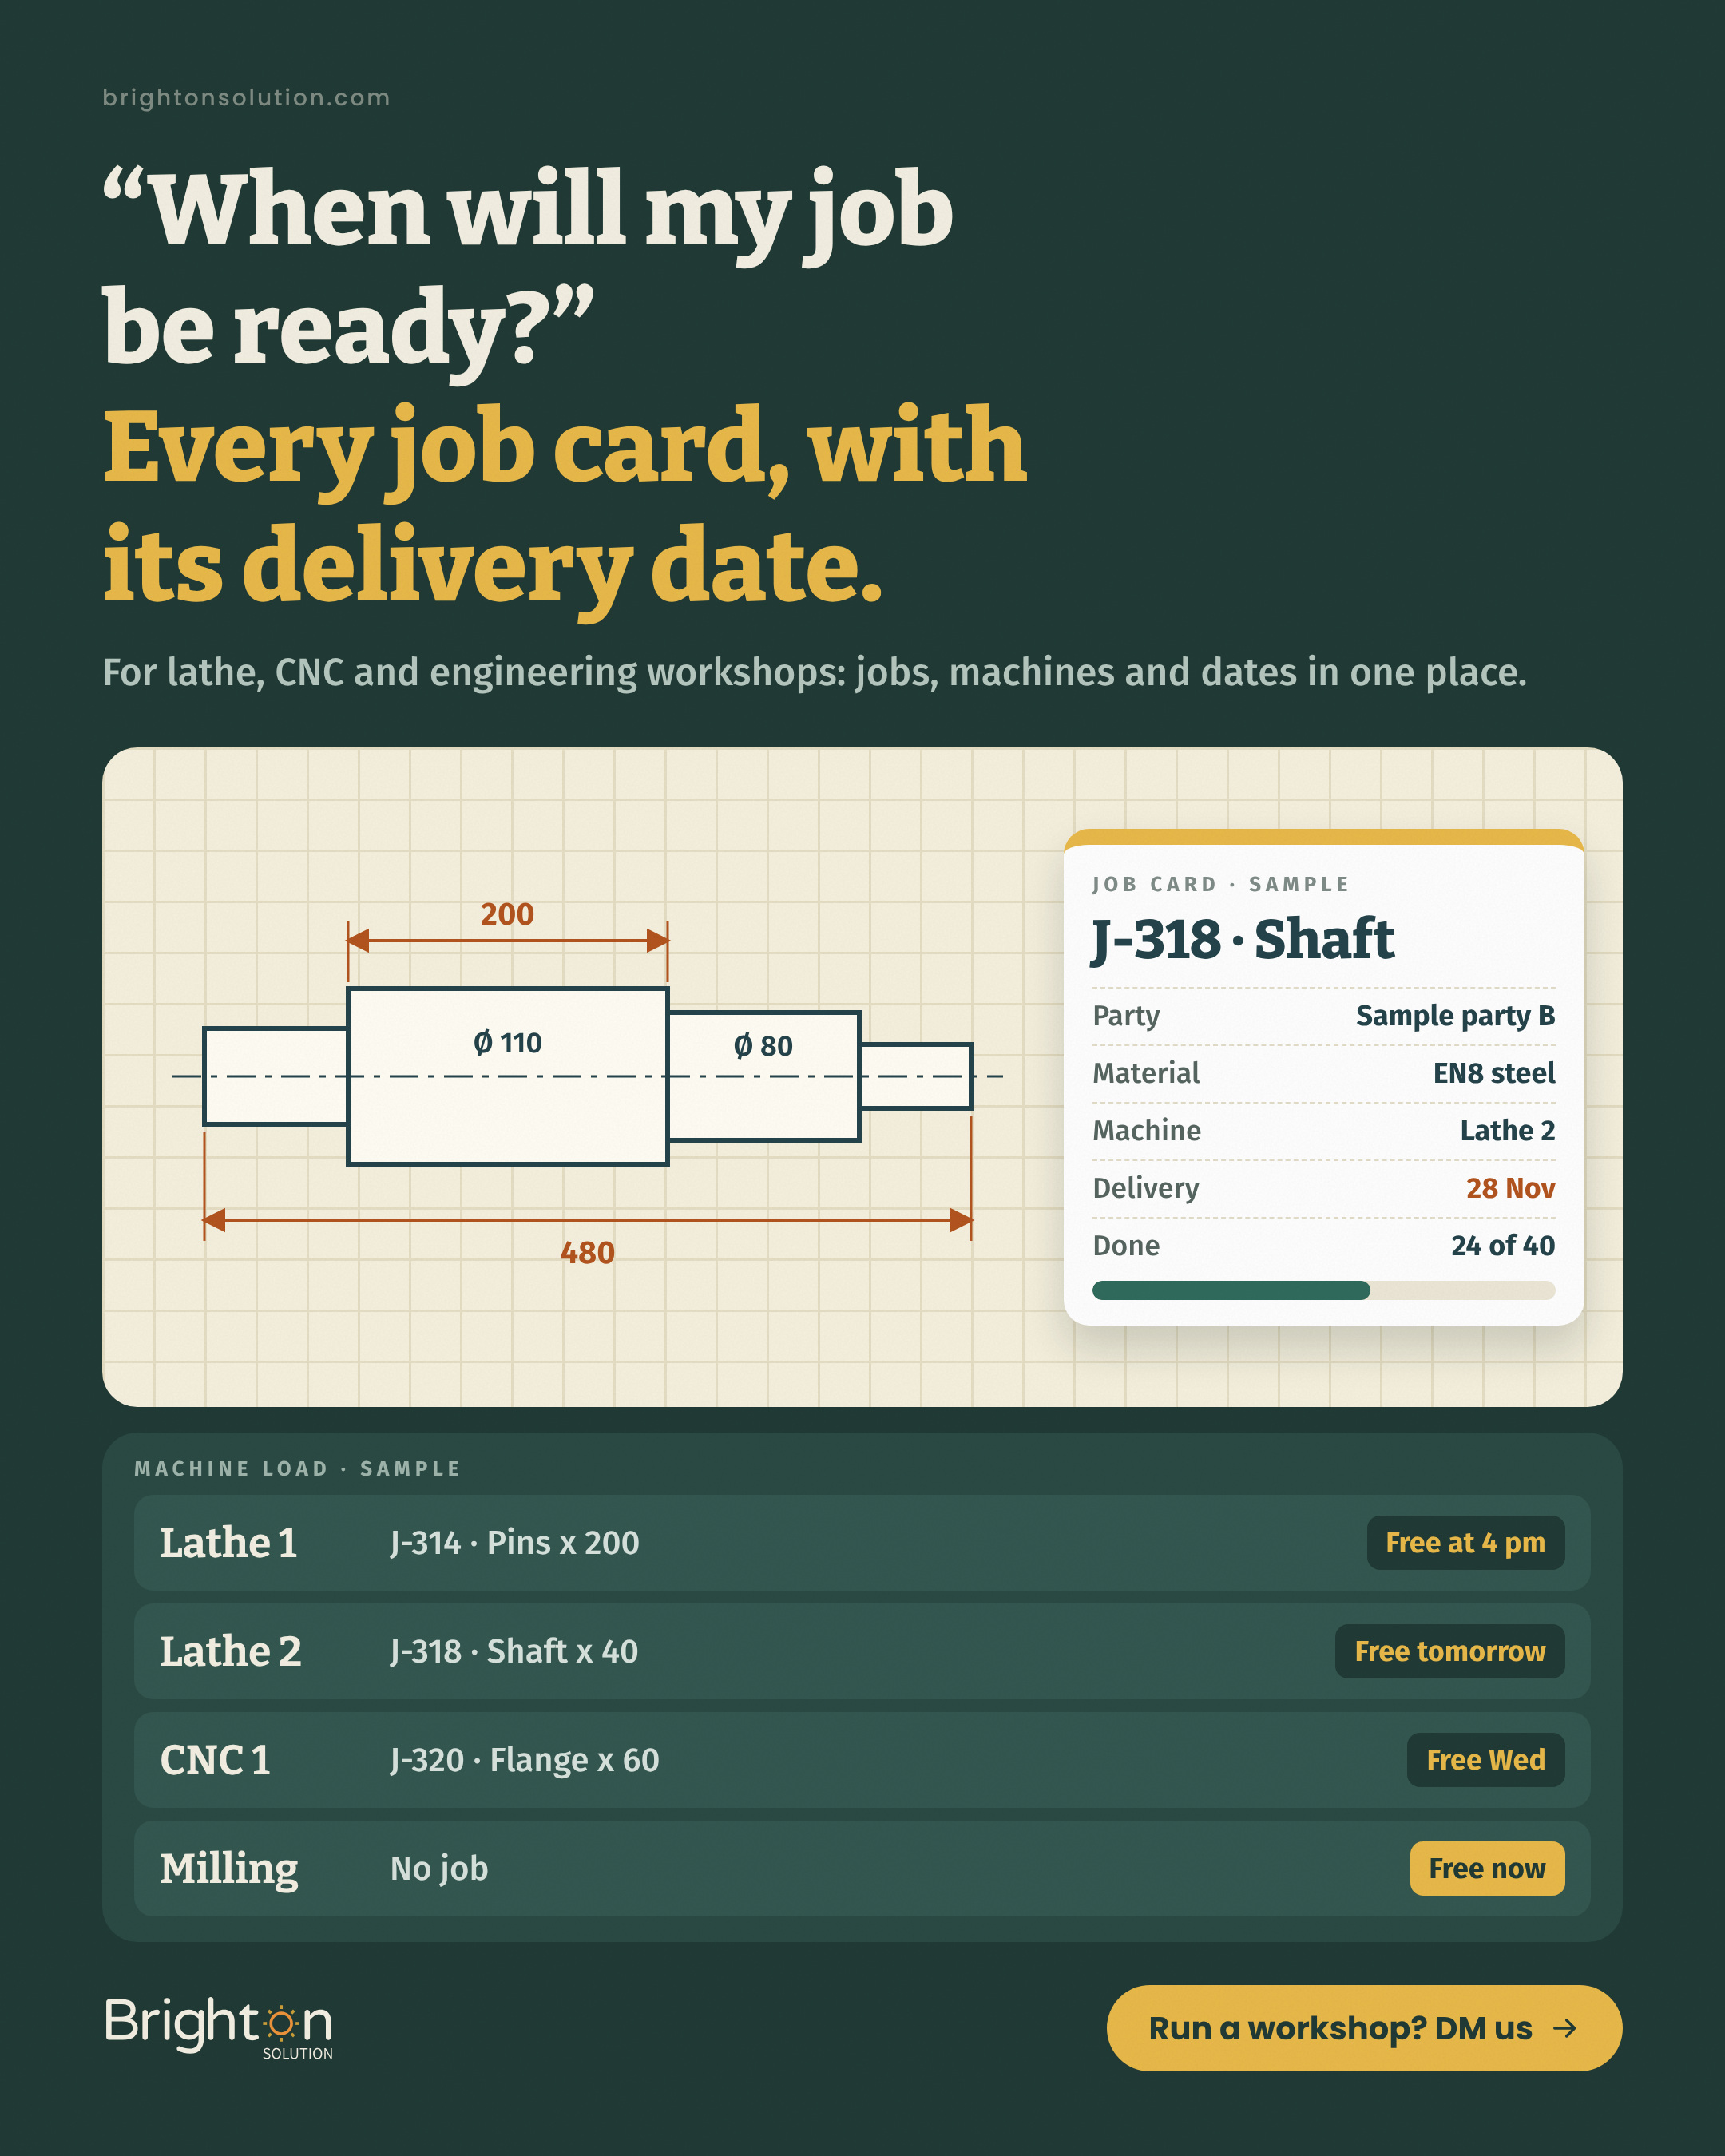 brightonsolution.com
“When will my job
be ready?”
Every job card, with
its delivery date.
For lathe, CNC and engineering workshops: jobs, machines and dates in one place.
200
Ø 110
Ø 80
480
JOB CARD · SAMPLE
J-318 · Shaft
Party Sample party B
Material EN8 steel
Machine Lathe 2
Delivery 28 Nov
Done 24 of 40
MACHINE LOAD · SAMPLE
Lathe 1 J-314 · Pins x 200 Free at 4 pm
Lathe 2 J-318 · Shaft x 40 Free tomorrow
CNC 1 J-320 · Flange x 60 Free Wed
Milling No job Free now
Brighton
SOLUTION
Run a workshop? DM us →